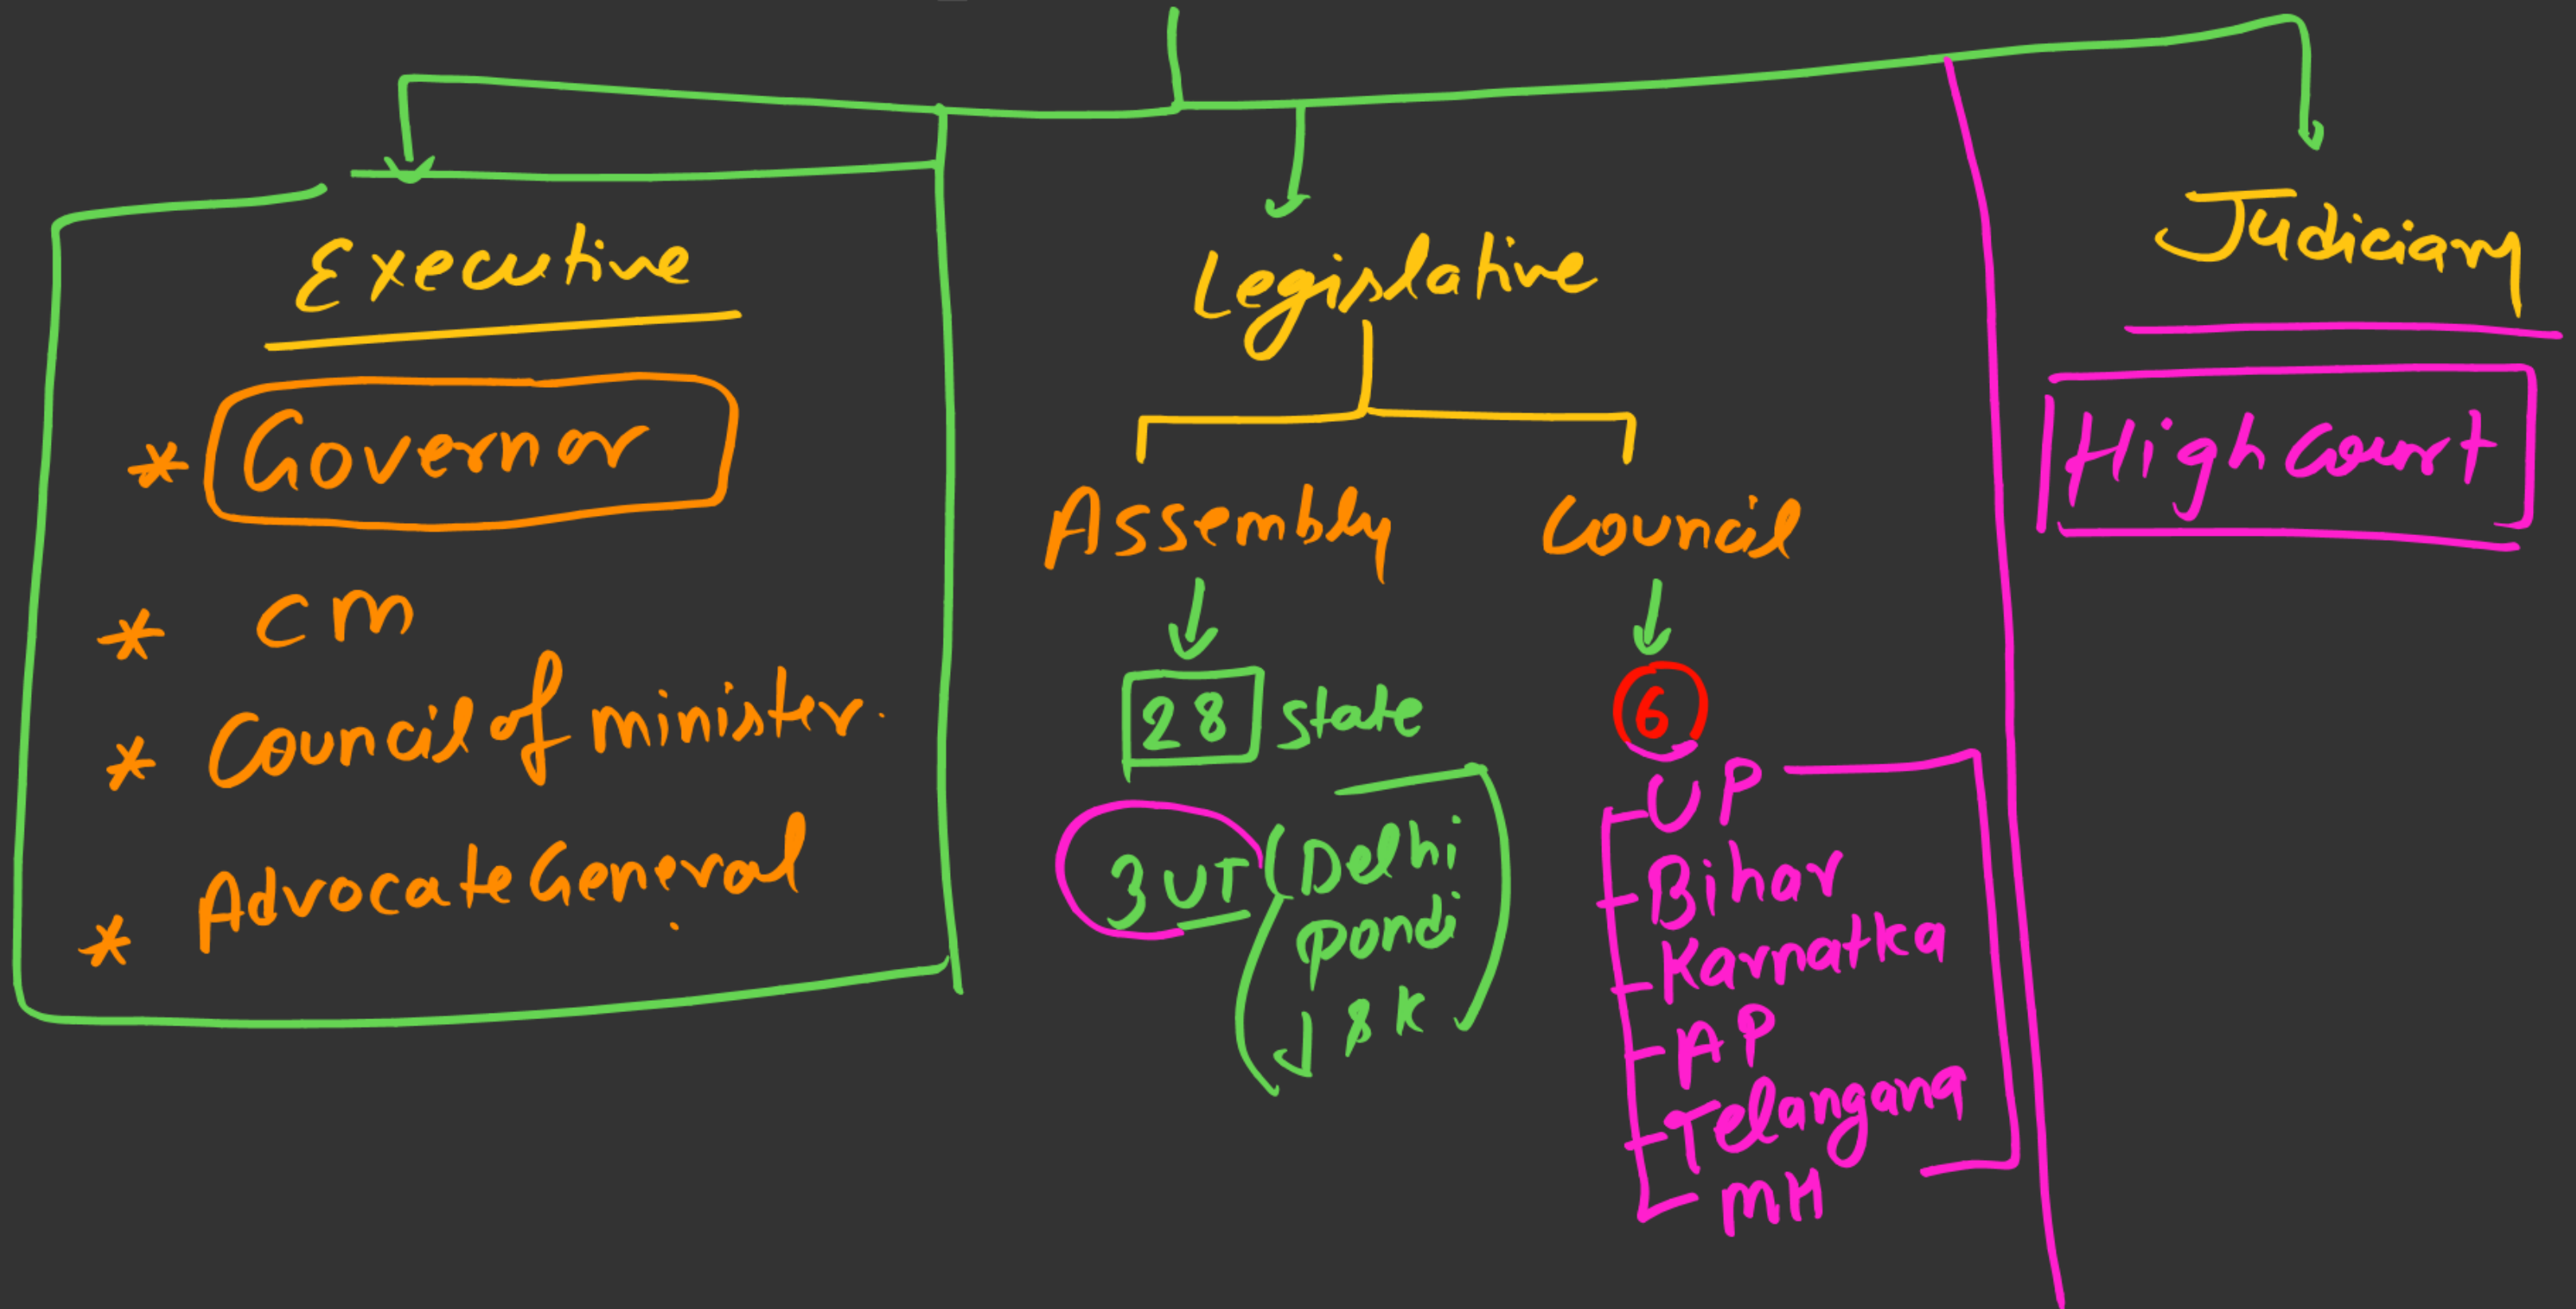 Executive
* Governor
* CM
* Council of minister.
* Advocate General
Legislative
Assembly
28 State
3 UT (Delhi
Pondi
J & K)
Council
6
UP
Bihar
Karnatka
AP
Telangana
MH
Judiciary
High Court